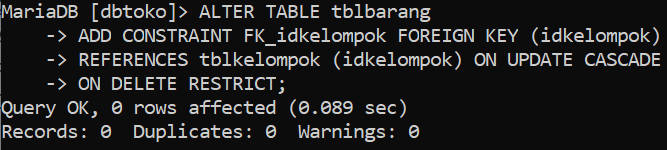 MariaDB [dbtoko]> ALTER TABLE tblbarang
    -> ADD CONSTRAINT FK_idkelompok FOREIGN KEY (idkelompok)
    -> REFERENCES tblkelompok (idkelompok) ON UPDATE CASCADE
    -> ON DELETE RESTRICT;
Query OK, 0 rows affected (0.089 sec)
Records: 0  Duplicates: 0  Warnings: 0